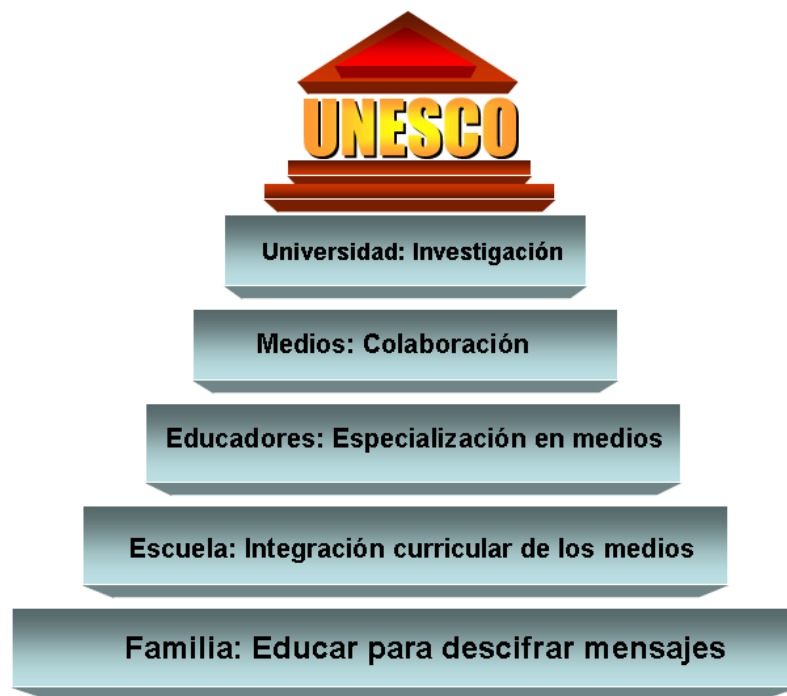 UNESCO
Universidad: Investigación
Medios: Colaboración
Educadores: Especialización en medios
Escuela: Integración curricular de los medios
Familia: Educar para descifrar mensajes